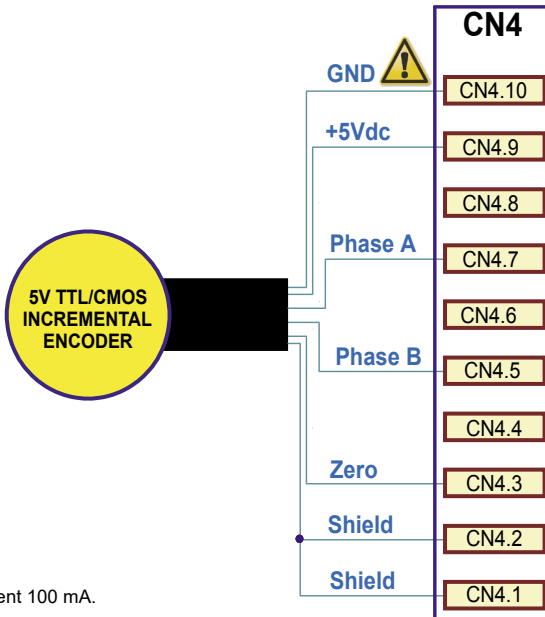 CN4
GND
CN4.10
+5Vdc
CN4.9
CN4.8
Phase A
CN4.7
5V TTL/CMOS
INCREMENTAL
ENCODER
CN4.6
Phase B
CN4.5
CN4.4
Zero
CN4.3
Shield
CN4.2
Shield
CN4.1
ent 100 mA.